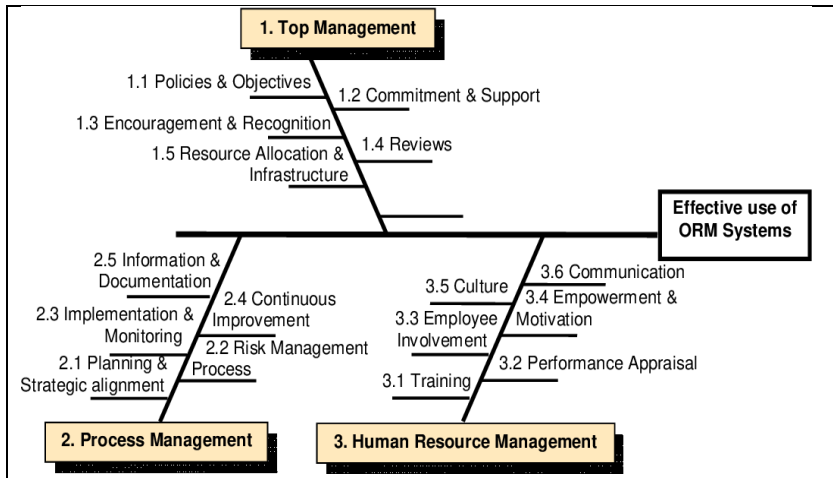 1. Top Management
1.1 Policies & Objectives
1.2 Commitment & Support
1.3 Encouragement & Recognition
1.4 Reviews
1.5 Resource Allocation &
Infrastructure
Effective use of
ORM Systems
2.5 Information &
Documentation
2.4 Continuous
Improvement
2.3 Implementation &
Monitoring
2.2 Risk Management
Process
2.1 Planning &
Strategic alignment
2. Process Management
3.6 Communication
3.5 Culture
3.4 Empowerment &
Motivation
3.3 Employee
Involvement
3.2 Performance Appraisal
3.1 Training
3. Human Resource Management